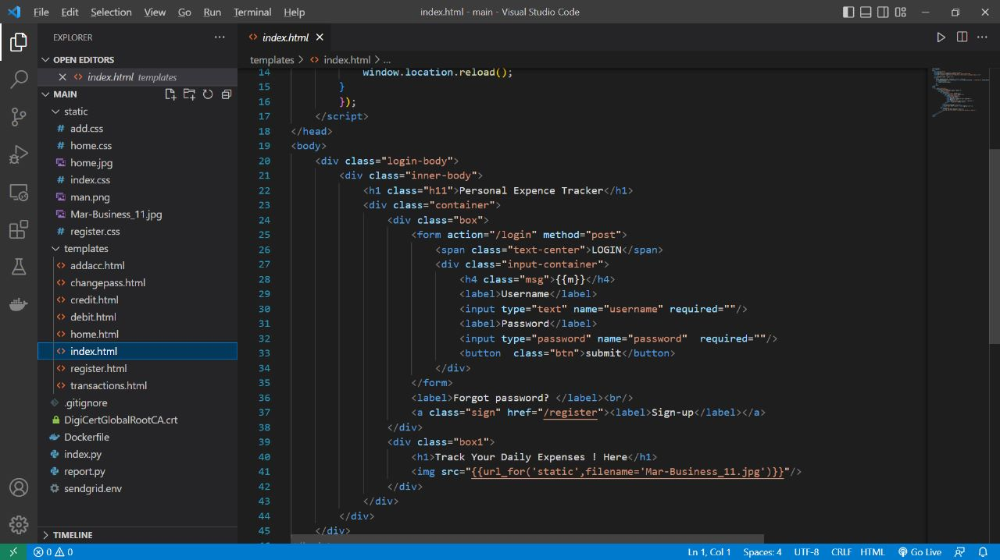 File Edit Selection View Go Run Terminal Help index.html - main - Visual Studio Code
EXPLORER
OPEN EDITORS
index.html templates
MAIN
static
add.css
home.css
home.jpg
index.css
man.png
Mar-Business_11.jpg
register.css
templates
addacc.html
changepass.html
credit.html
debit.html
home.html
index.html
register.html
transactions.html
.gitignore
DigiCertGlobalRootCA.crt
Dockerfile
index.py
report.py
sendgrid.env
TIMELINE
index.html
templates > index.html > ...
14 window.location.reload();
15 }
16 });
17 </script>
18 </head>
19 <body>
20 <div class="login-body">
21 <div class="inner-body">
22 <h1 class="h11">Personal Expence Tracker</h1>
23 <div class="container">
24 <div class="box">
25 <form action="/login" method="post">
26 <span class="text-center">LOGIN</span>
27 <div class="input-container">
28 <h4 class="msg">{{m}}</h4>
29 <label>Username</label>
30 <input type="text" name="username" required=""/>
31 <label>Password</label>
32 <input type="password" name="password"  required=""/>
33 <button  class="btn">submit</button>
34 </div>
35 </form>
36 <label>Forgot password? </label><br/>
37 <a class="sign" href="/register"><label>Sign-up</label></a>
38 </div>
39 <div class="box1">
40 <h1>Track Your Daily Expenses ! Here</h1>
41 <img src="{{url_for('static',filename='Mar-Business_11.jpg')}}"/>
42 </div>
43 </div>
44 </div>
45 </div>
0 0 Ln 1, Col 1 Spaces: 4 UTF-8 CRLF HTML Go Live